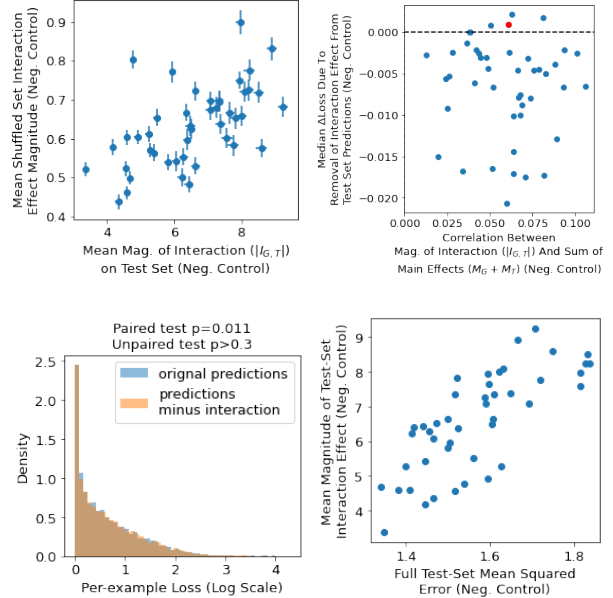 Mean Shuffled Set Interaction
Effect Magnitude (Neg. Control)
0.9
0.8
0.7
0.6
0.5
0.4
4
6
8
Mean Mag. of Interaction (|I_{G,T}|)
on Test Set (Neg. Control)
Median ΔLoss Due To
Removal of Interaction Effect From
Test Set Predictions (Neg. Control)
0.000
−0.005
−0.010
−0.015
−0.020
0.000
0.025
0.050
0.075
0.100
Correlation Between
Mag. of Interaction (|I_{G,T}|) And Sum of
Main Effects (M_G + M_T) (Neg. Control)
Paired test p=0.011
Unpaired test p>0.3
orignal predictions
predictions
minus interaction
Density
2.5
2.0
1.5
1.0
0.5
0.0
0
1
2
3
4
Per-example Loss (Log Scale)
Mean Magnitude of Test-Set
Interaction Effect (Neg. Control)
9
8
7
6
5
4
1.4
1.6
1.8
Full Test-Set Mean Squared
Error (Neg. Control)